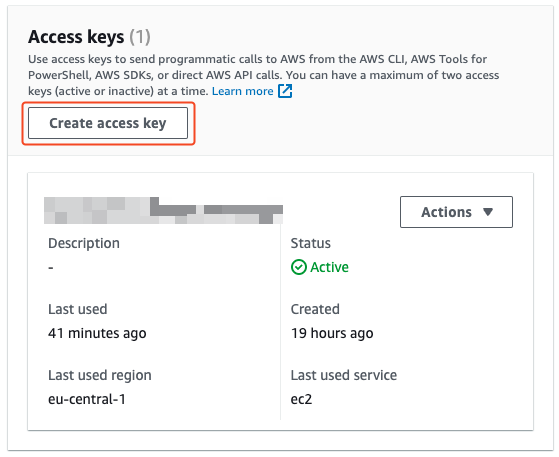 Access keys (1)
Use access keys to send programmatic calls to AWS from the AWS CLI, AWS Tools for
PowerShell, AWS SDKs, or direct AWS API calls. You can have a maximum of two access
keys (active or inactive) at a time. Learn more
Create access key
Actions
Description
-
Status
Active
Last used
41 minutes ago
Created
19 hours ago
Last used region
eu-central-1
Last used service
ec2